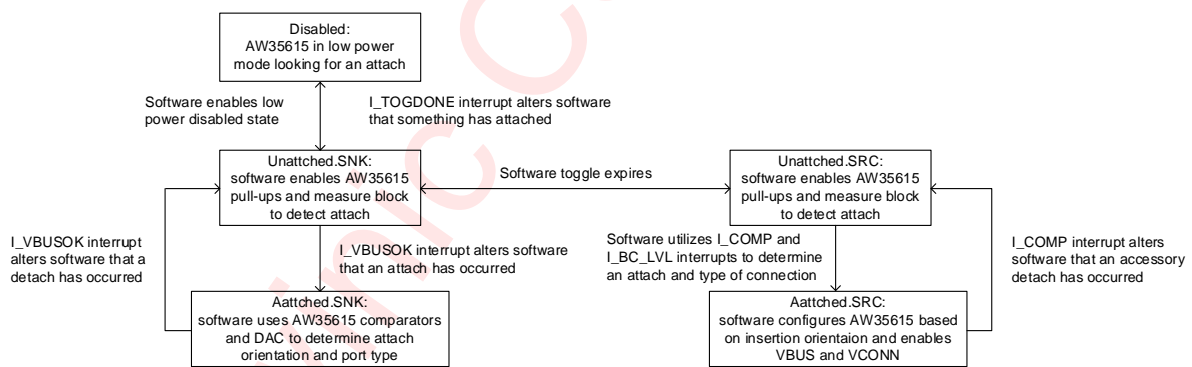 Disabled:
AW35615 in low power
mode looking for an attach
Software enables low
power disabled state
I_TOGDONE interrupt alters software
that something has attached
Unattched.SNK:
software enables AW35615
pull-ups and measure block
to detect attach
Software toggle expires
Unattched.SRC:
software enables AW35615
pull-ups and measure block
to detect attach
I_VBUSOK interrupt
alters software that a
detach has occurred
I_VBUSOK interrupt alters software
that an attach has occurred
Software utilizes I_COMP and
I_BC_LVL interrupts to determine
an attach and type of connection
I_COMP interrupt alters
software that an accessory
detach has occurred
Aattched.SNK:
software uses AW35615 comparators
and DAC to determine attach
orientation and port type
Aattched.SRC:
software configures AW35615 based
on insertion orientaion and enables
VBUS and VCONN